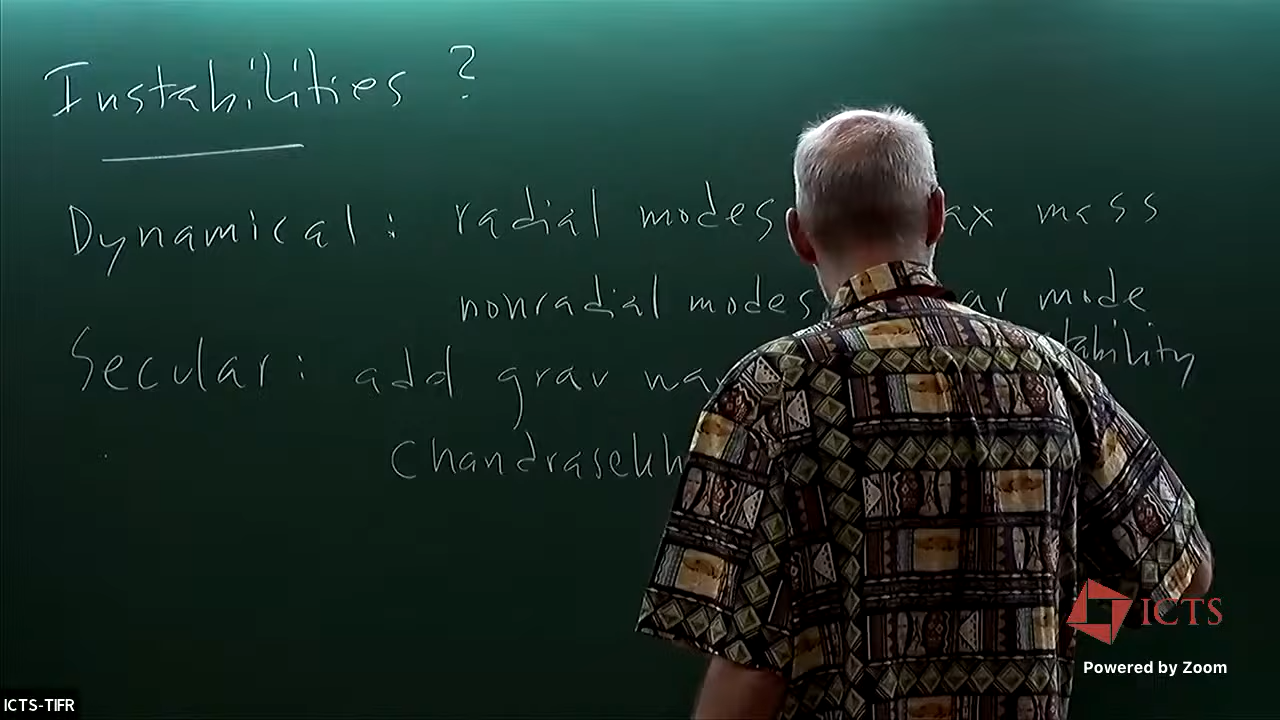 Instabilities ?
Dynamical : radial modes ax mass
nonradial modes ar mode
Secular : add grav wa tability
Chandrasekh
ICTS
Powered by Zoom
ICTS-TIFR